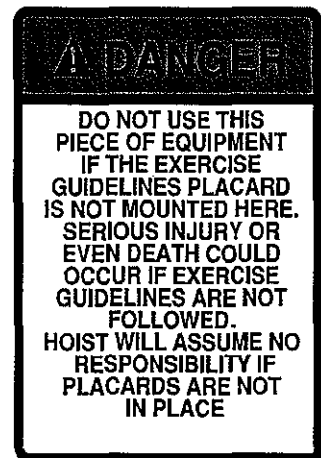 ⚠ DANGER
DO NOT USE THIS
PIECE OF EQUIPMENT
IF THE EXERCISE
GUIDELINES PLACARD
IS NOT MOUNTED HERE.
SERIOUS INJURY OR
EVEN DEATH COULD
OCCUR IF EXERCISE
GUIDELINES ARE NOT
FOLLOWED.
HOIST WILL ASSUME NO
RESPONSIBILITY IF
PLACARDS ARE NOT
IN PLACE